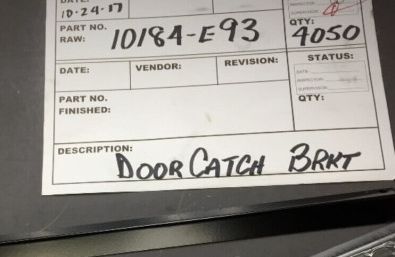 10-24-17
PART NO. RAW: 10184-E93 QTY: 4050
DATE: VENDOR: REVISION: STATUS:
PART NO. FINISHED: QTY:
DESCRIPTION: DOOR CATCH BRKT